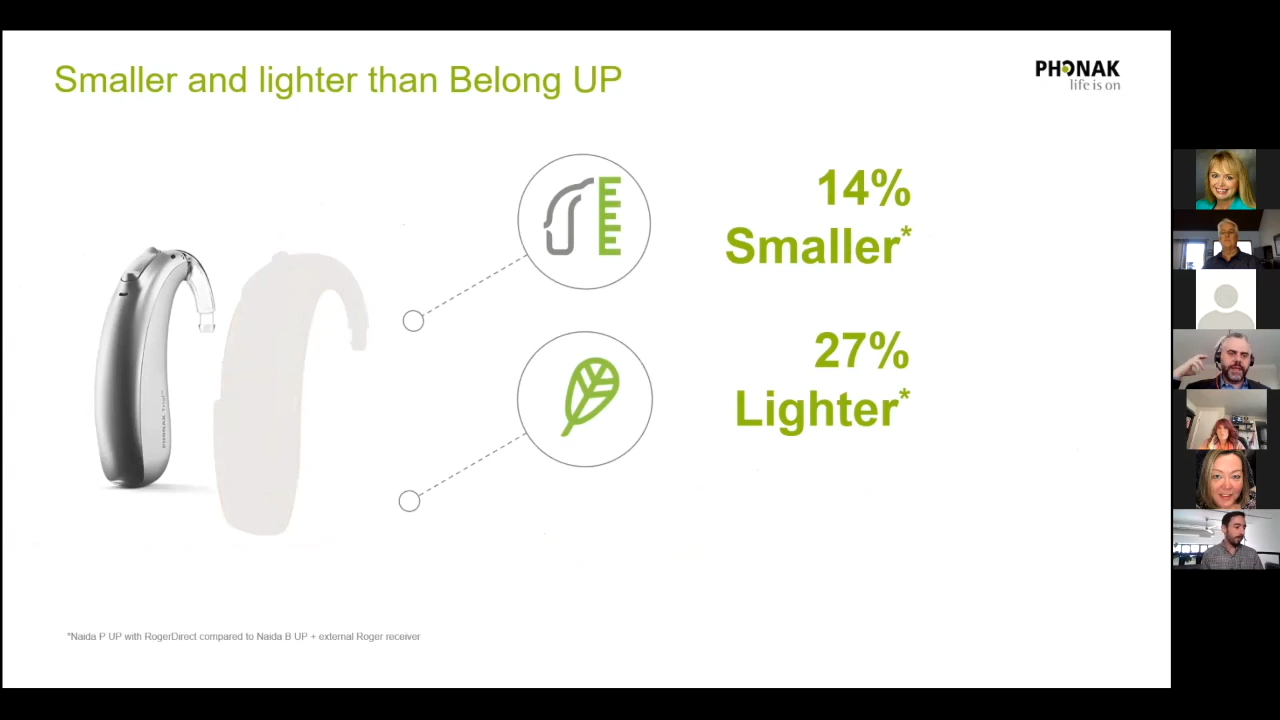 Smaller and lighter than Belong UP
PHONAK
life is on
14%
Smaller*
27%
Lighter*
PHONAK
*Naida P UP with RogerDirect compared to Naida B UP + external Roger receiver